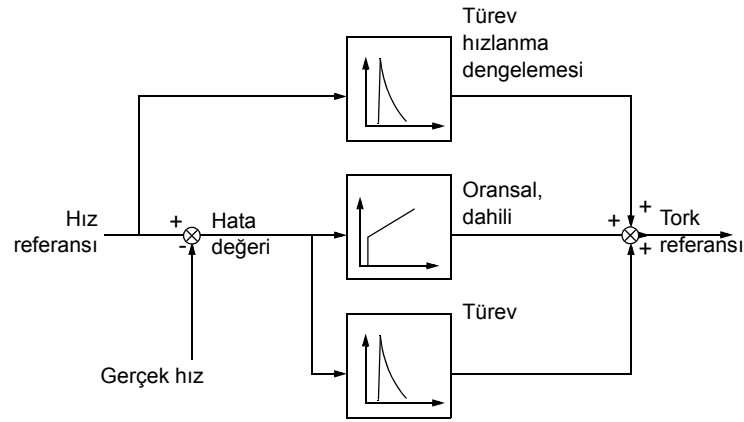 Türev
hızlanma
dengelemesi
Oransal,
dahili
Hız
referansı
+
-
Hata
değeri
+
+
+
Tork
referansı
Türev
Gerçek hız